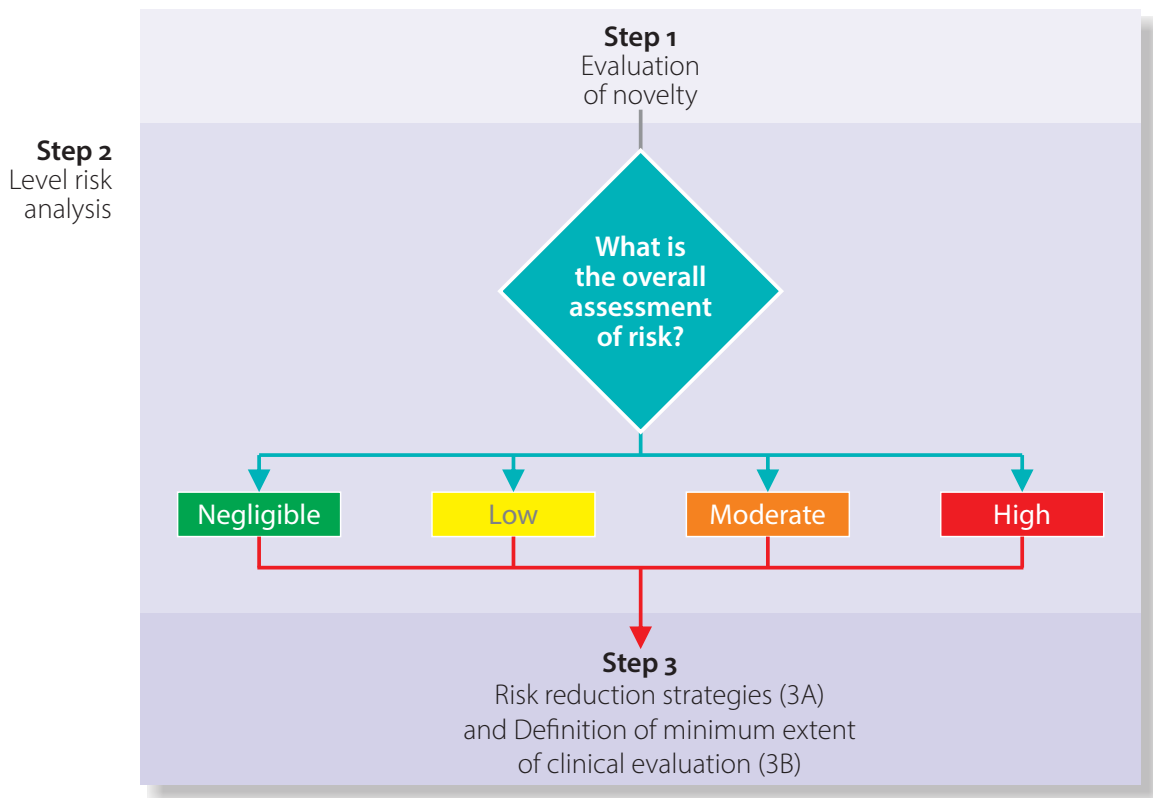 Step 1
Evaluation
of novelty
Step 2
Level risk
analysis
What is
the overall
assessment
of risk?
Negligible
Low
Moderate
High
Step 3
Risk reduction strategies (3A)
and Definition of minimum extent
of clinical evaluation (3B)